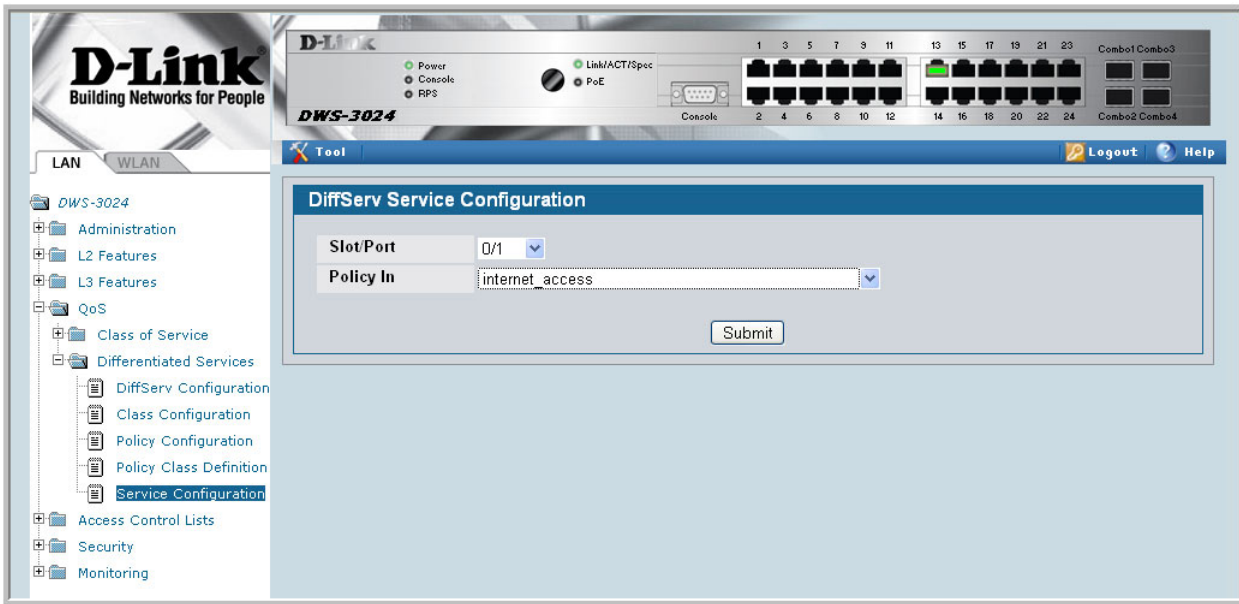 D-Link
Building Networks for People
D-Link
Power
Console
RPS
Link/ACT/Spec
PoE
DWS-3024
Console
1 3 5 7 9 11 13 15 17 19 21 23
Combo1 Combo3
2 4 6 8 10 12 14 16 18 20 22 24
Combo2 Combo4
Tool
Logout
Help
LAN
WLAN
DWS-3024
Administration
L2 Features
L3 Features
QoS
Class of Service
Differentiated Services
DiffServ Configuration
Class Configuration
Policy Configuration
Policy Class Definition
Service Configuration
Access Control Lists
Security
Monitoring
DiffServ Service Configuration
Slot/Port 0/1
Policy In internet_access
Submit